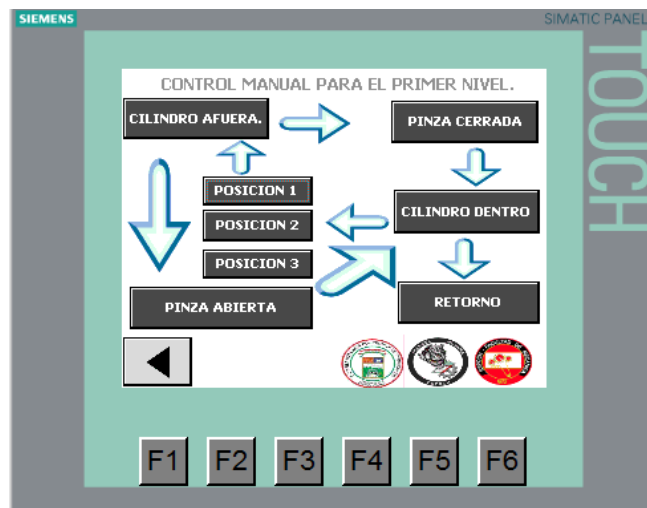 SIEMENS
SIMATIC PANEL
TOUCH
CONTROL MANUAL PARA EL PRIMER NIVEL.
CILINDRO AFUERA.
PINZA CERRADA
POSICION 1
POSICION 2
CILINDRO DENTRO
POSICION 3
PINZA ABIERTA
RETORNO
F1
F2
F3
F4
F5
F6